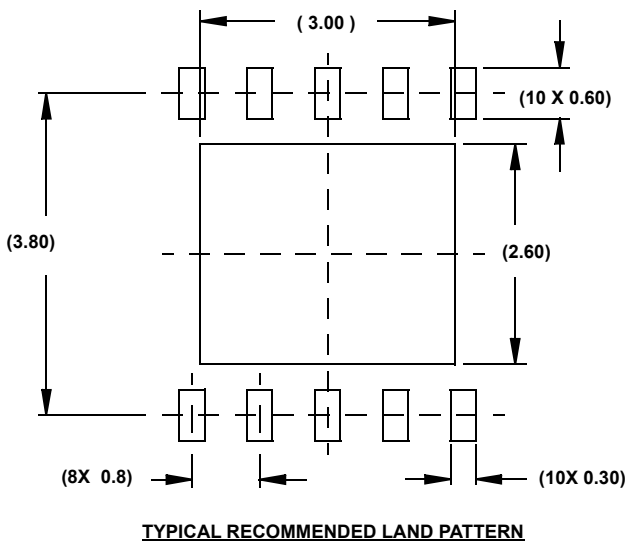 ( 3.00 )
(10 X 0.60)
(3.80)
(2.60)
(8X 0.8)
(10X 0.30)
TYPICAL RECOMMENDED LAND PATTERN